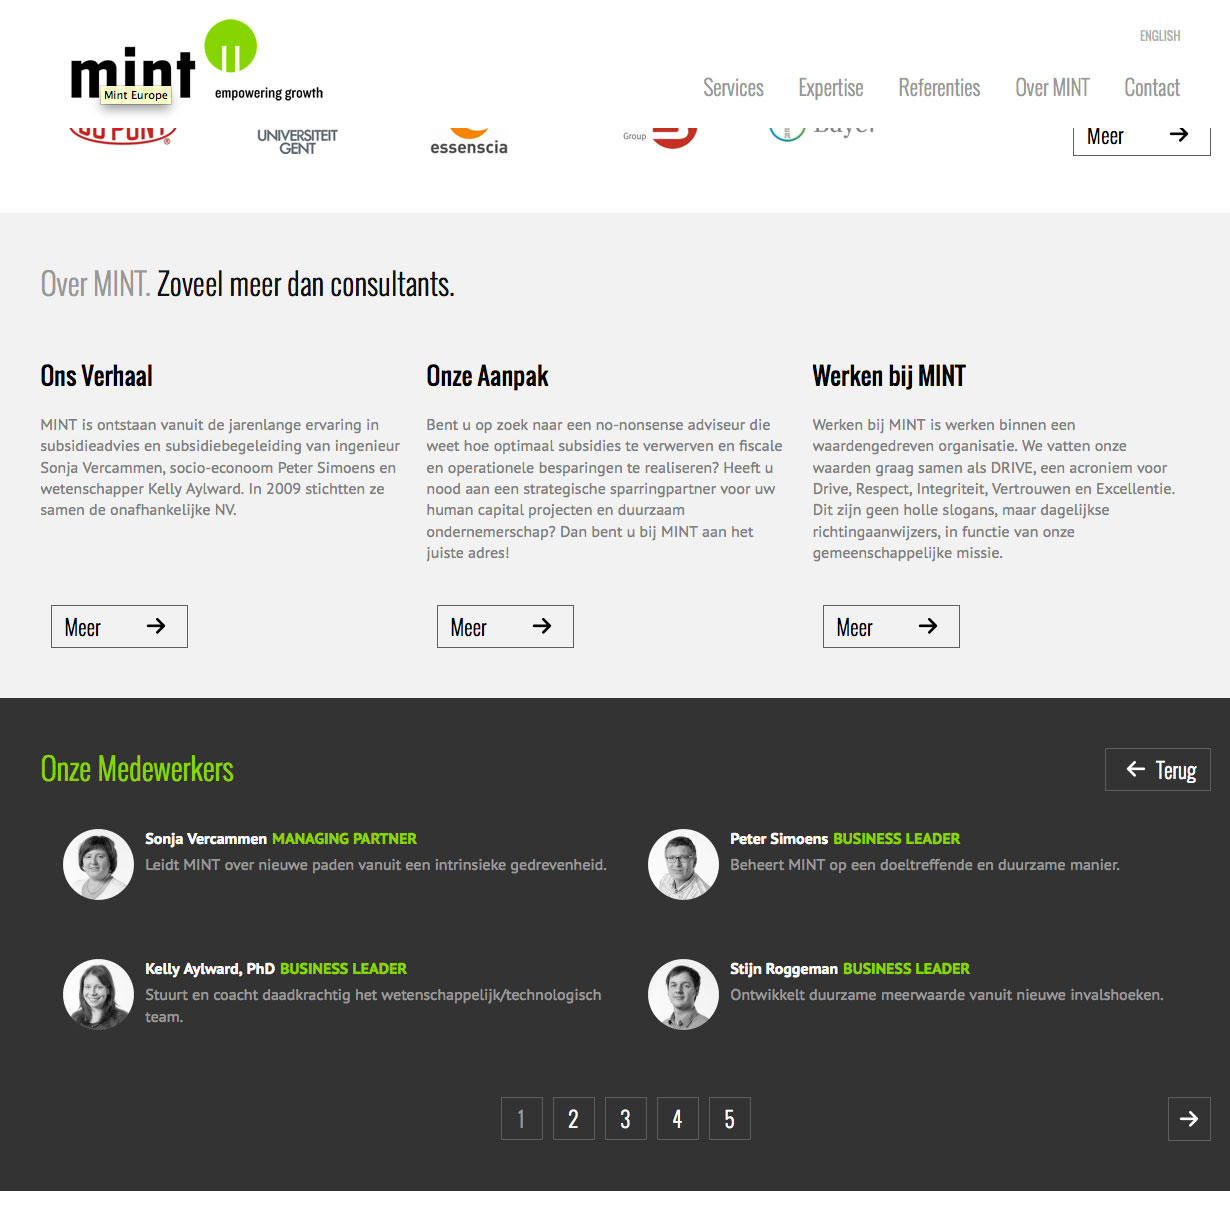 mint
Mint Europe
empowering growth
ENGLISH
Services Expertise Referenties Over MINT Contact
UNIVERSITEIT
GENT
essenscia
Group
Meer
Over MINT. Zoveel meer dan consultants.
Ons Verhaal
MINT is ontstaan vanuit de jarenlange ervaring in
subsidieadvies en subsidiebegeleiding van ingenieur
Sonja Vercammen, socio-econoom Peter Simoens en
wetenschapper Kelly Aylward. In 2009 stichtten ze
samen de onafhankelijke NV.
Meer
Onze Aanpak
Bent u op zoek naar een no-nonsense adviseur die
weet hoe optimaal subsidies te verwerven en fiscale
en operationele besparingen te realiseren? Heeft u
nood aan een strategische sparringpartner voor uw
human capital projecten en duurzaam
ondernemerschap? Dan bent u bij MINT aan het
juiste adres!
Meer
Werken bij MINT
Werken bij MINT is werken binnen een
waardengedreven organisatie. We vatten onze
waarden graag samen als DRIVE, een acroniem voor
Drive, Respect, Integriteit, Vertrouwen en Excellentie.
Dit zijn geen holle slogans, maar dagelijkse
richtingaanwijzers, in functie van onze
gemeenschappelijke missie.
Meer
Onze Medewerkers
Terug
Sonja Vercammen MANAGING PARTNER
Leidt MINT over nieuwe paden vanuit een intrinsieke gedrevenheid.
Peter Simoens BUSINESS LEADER
Beheert MINT op een doeltreffende en duurzame manier.
Kelly Aylward, PhD BUSINESS LEADER
Stuurt en coacht daadkrachtig het wetenschappelijk/technologisch
team.
Stijn Roggeman BUSINESS LEADER
Ontwikkelt duurzame meerwaarde vanuit nieuwe invalshoeken.
1 2 3 4 5